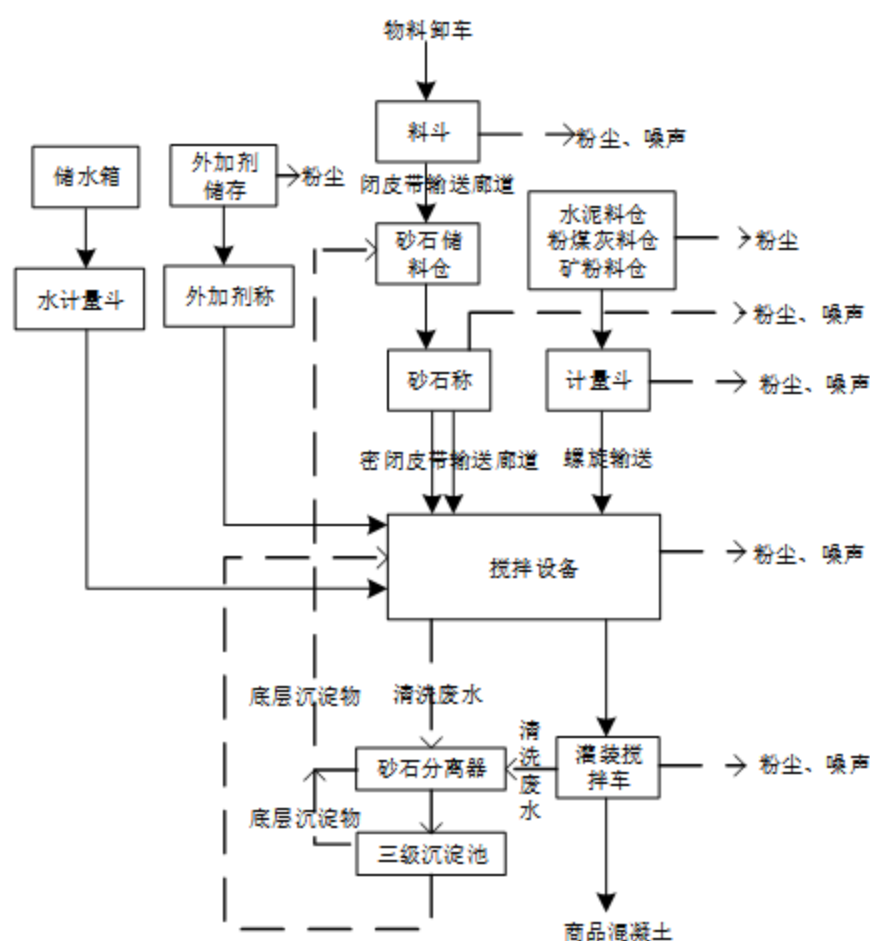 物料卸车
料斗
粉尘、噪声
储水箱
外加剂
储存
粉尘
闭皮带输送廊道
水泥料仓
粉煤灰料仓
矿粉料仓
粉尘
砂石储
料仓
水计量斗
外加剂称
粉尘、噪声
砂石称
计量斗
粉尘、噪声
密闭皮带输送廊道
螺旋输送
搅拌设备
粉尘、噪声
底层沉淀物
清洗废水
清
洗
废
水
灌装搅
拌车
粉尘、噪声
砂石分离器
底层沉淀物
三级沉淀池
商品混凝土